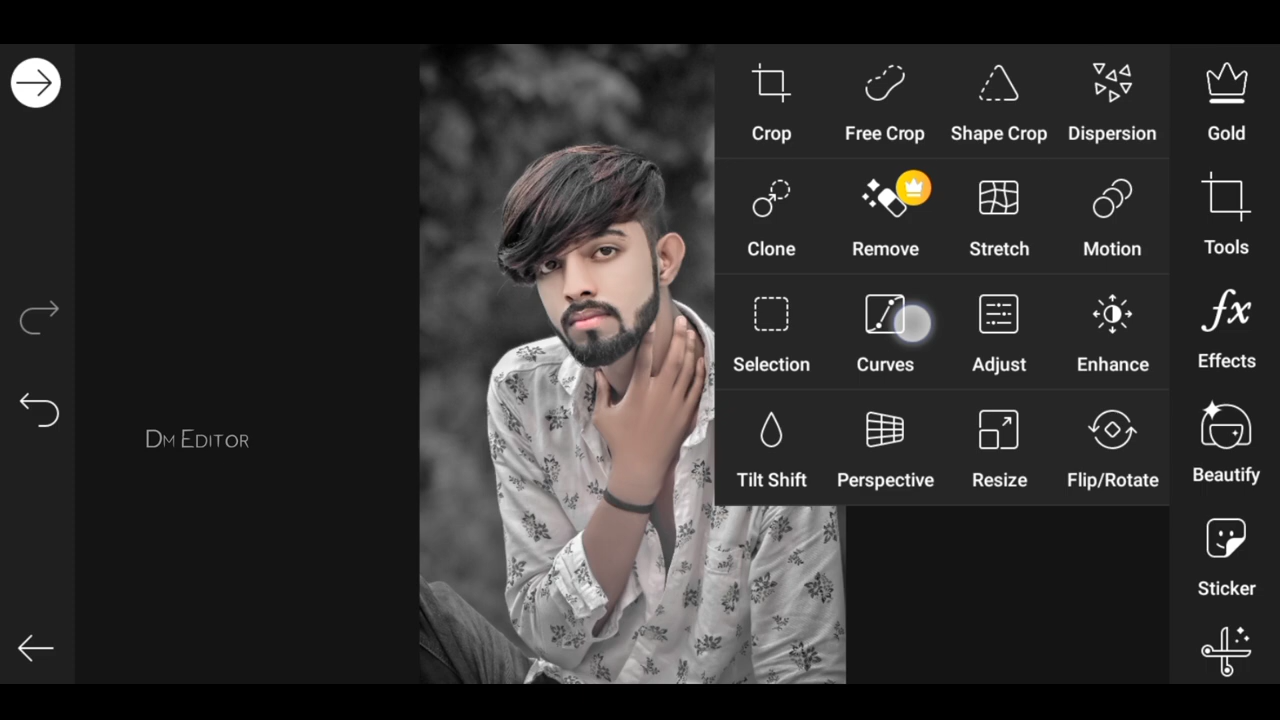 Crop Free Crop Shape Crop Dispersion Gold
Clone Remove Stretch Motion Tools
Selection Curves Adjust Enhance Effects
Dm Editor
Tilt Shift Perspective Resize Flip/Rotate Beautify
Sticker